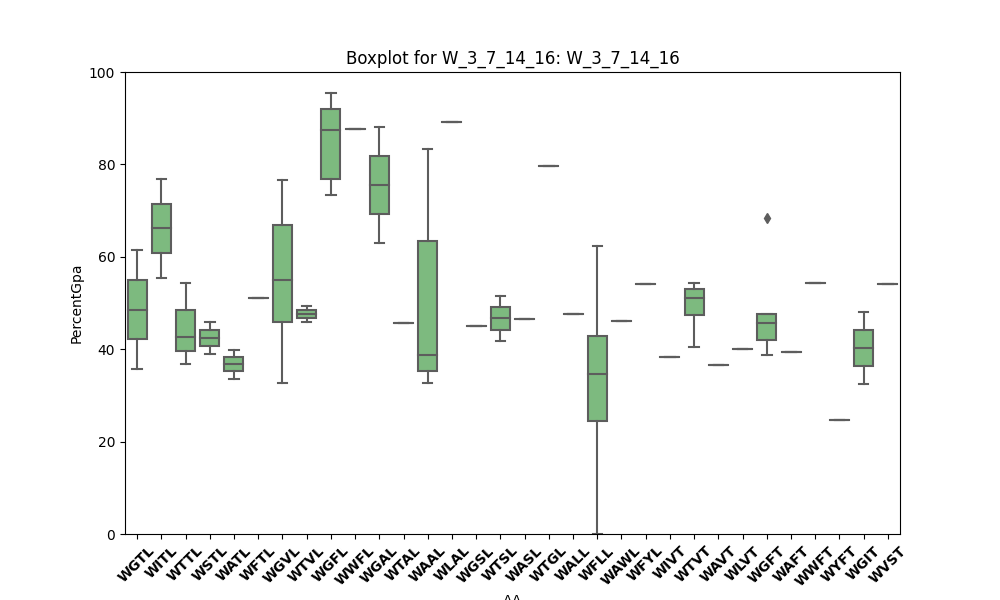 Boxplot for W_3_7_14_16: W_3_7_14_16
100
80
60
40
20
0
PercentGpa
WGTL WITL WTTL WSTL WATL WFTL WGVL WTVL WGFL WWFL WGAL WTAL WAAL WLAL WGSL WTSL WASL WTGL WALL WFLL WAWL WFYL WIVT WTVT WAVT WLVT WGFT WAFT WWFT WYFT WGIT WVST
AA